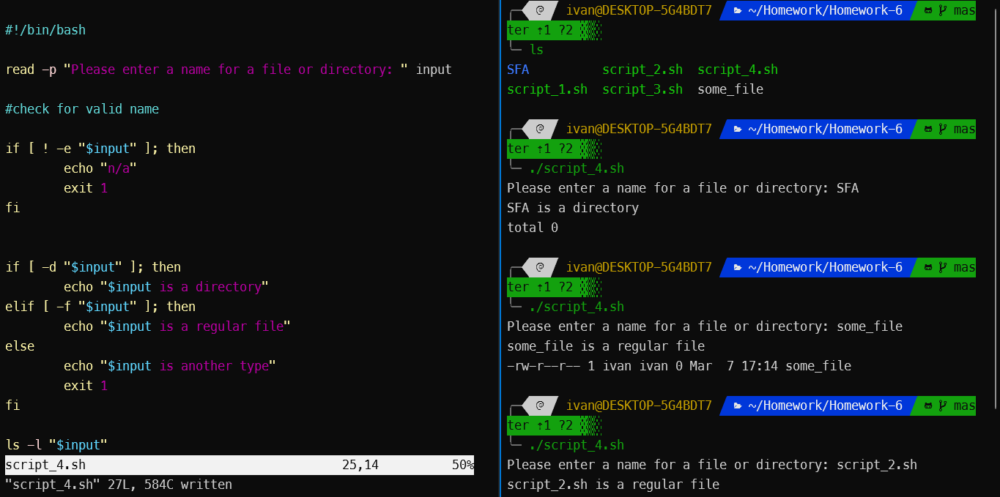 #!/bin/bash
read -p "Please enter a name for a file or directory: " input
#check for valid name
if [ ! -e "$input" ]; then
        echo "n/a"
        exit 1
fi
if [ -d "$input" ]; then
        echo "$input is a directory"
elif [ -f "$input" ]; then
        echo "$input is a regular file"
else
        echo "$input is another type"
        exit 1
fi
ls -l "$input"
script_4.sh 25,14 50%
"script_4.sh" 27L, 584C written
ivan@DESKTOP-5G4BDT7 ~/Homework/Homework-6 mas
ter ↑1 ?2
ls
SFA script_2.sh script_4.sh
script_1.sh script_3.sh some_file
ivan@DESKTOP-5G4BDT7 ~/Homework/Homework-6 mas
ter ↑1 ?2
./script_4.sh
Please enter a name for a file or directory: SFA
SFA is a directory
total 0
ivan@DESKTOP-5G4BDT7 ~/Homework/Homework-6 mas
ter ↑1 ?2
./script_4.sh
Please enter a name for a file or directory: some_file
some_file is a regular file
-rw-r--r-- 1 ivan ivan 0 Mar  7 17:14 some_file
ivan@DESKTOP-5G4BDT7 ~/Homework/Homework-6 mas
ter ↑1 ?2
./script_4.sh
Please enter a name for a file or directory: script_2.sh
script_2.sh is a regular file